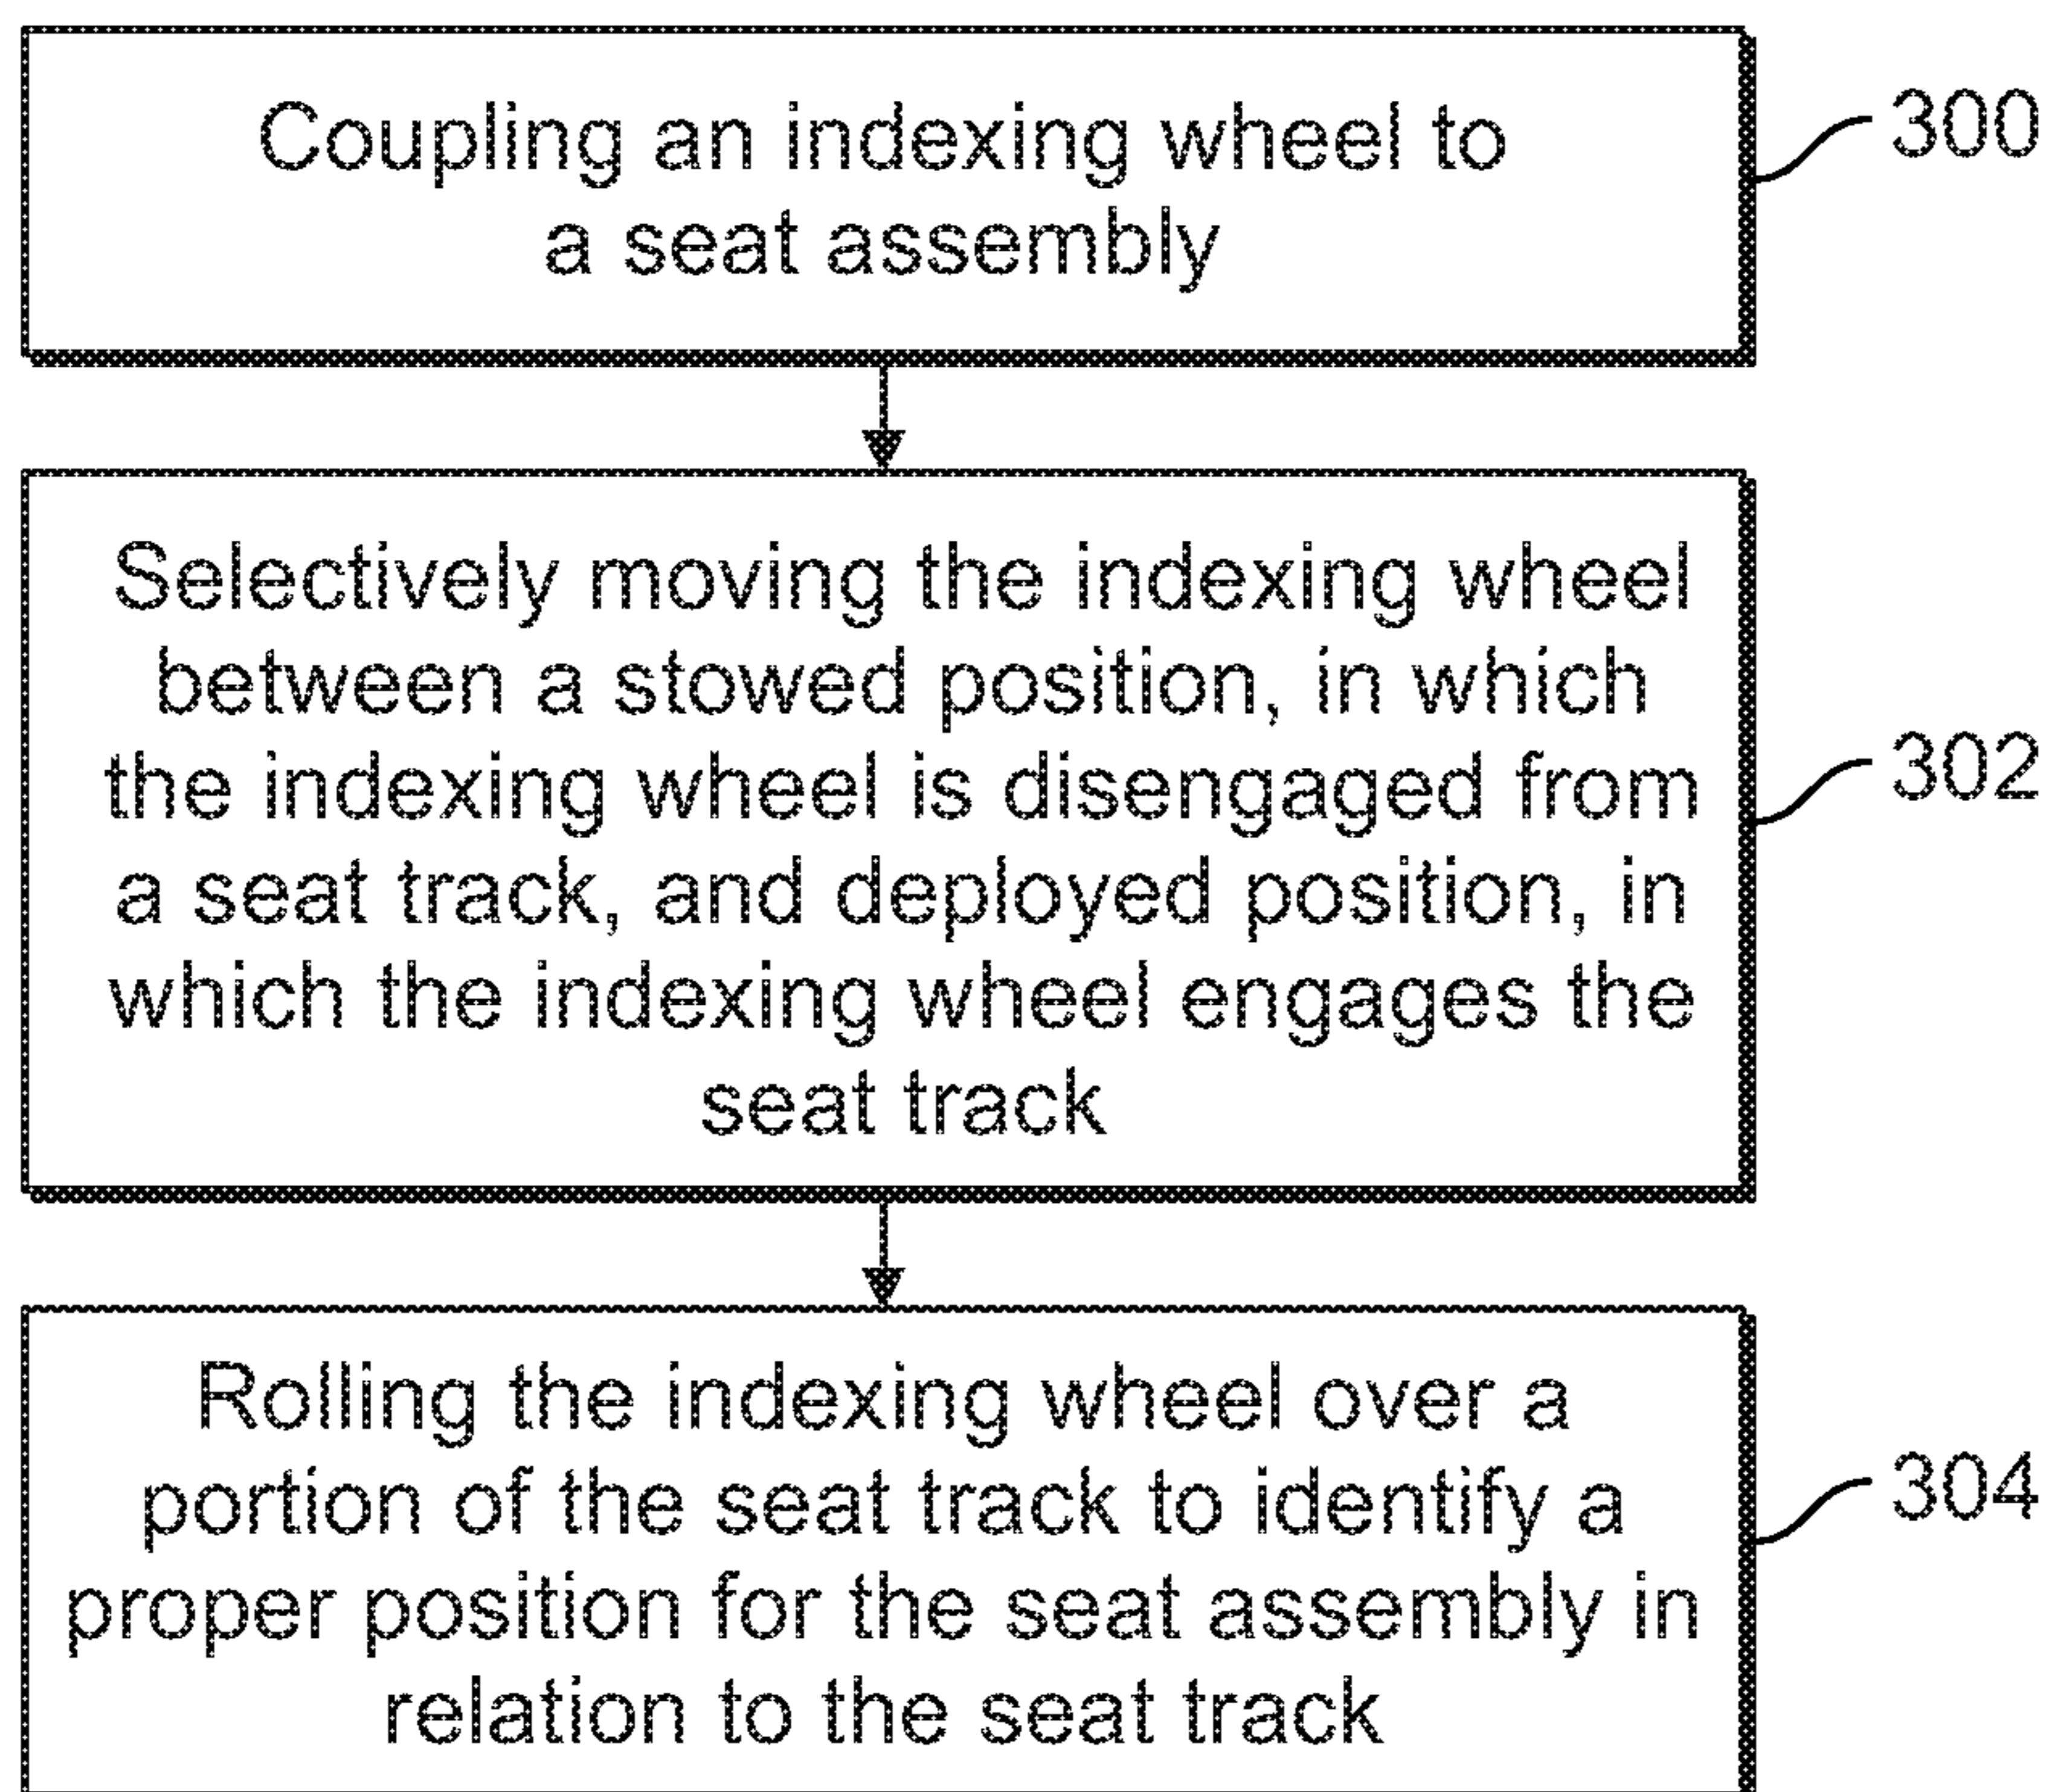 Coupling an indexing wheel to
a seat assembly
300
Selectively moving the indexing wheel
between a stowed position, in which
the indexing wheel is disengaged from
a seat track, and deployed position, in
which the indexing wheel engages the
seat track
302
Rolling the indexing wheel over a
portion of the seat track to identify a
proper position for the seat assembly in
relation to the seat track
304